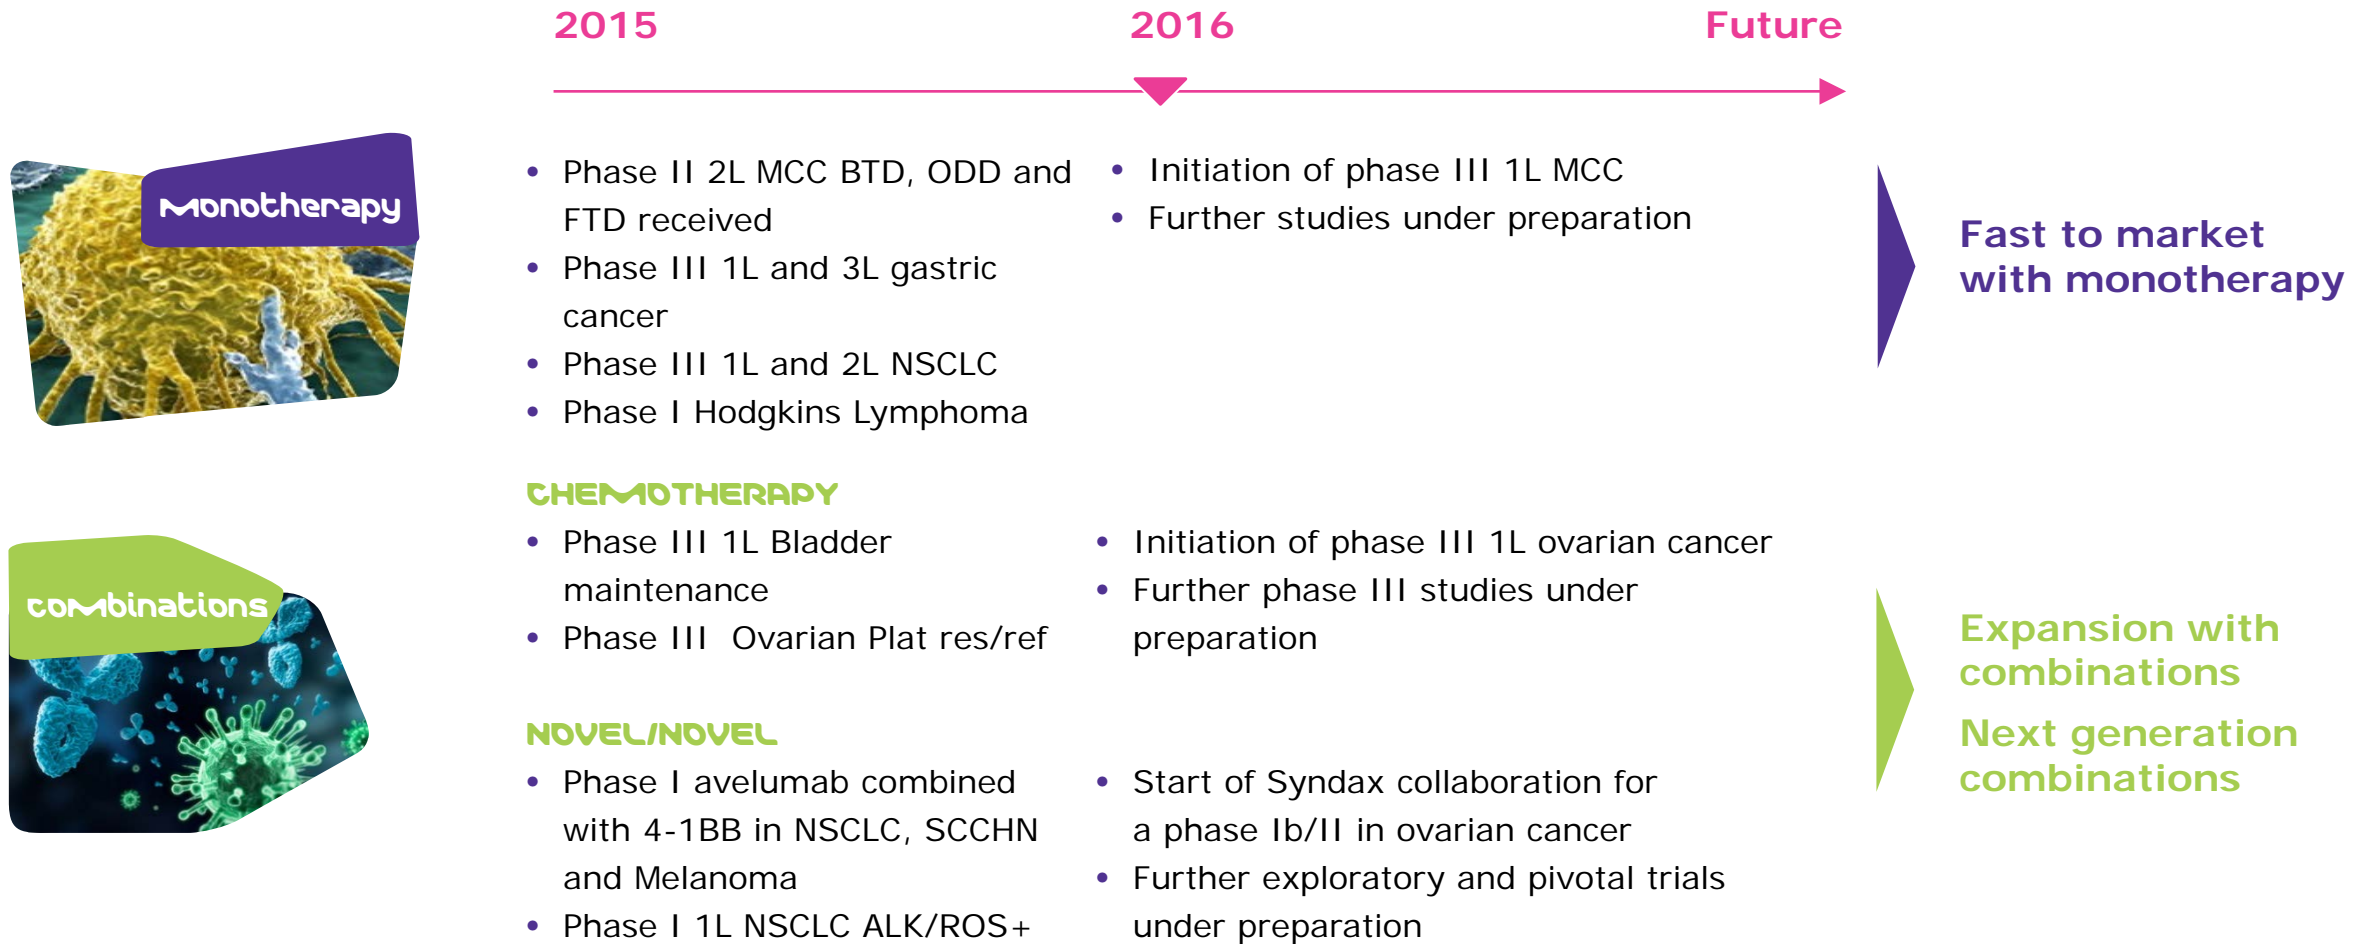 2015
2016
Future
Monotherapy
• Phase II 2L MCC BTD, ODD and
FTD received
• Phase III 1L and 3L gastric
cancer
• Phase III 1L and 2L NSCLC
• Phase I Hodgkins Lymphoma
• Initiation of phase III 1L MCC
• Further studies under preparation
Fast to market
with monotherapy
combinations
CHEMOTHERAPY
• Phase III 1L Bladder
maintenance
• Phase III Ovarian Plat res/ref
• Initiation of phase III 1L ovarian cancer
• Further phase III studies under
preparation
NOVEL/NOVEL
• Phase I avelumab combined
with 4-1BB in NSCLC, SCCHN
and Melanoma
• Phase I 1L NSCLC ALK/ROS+
• Start of Syndax collaboration for
a phase Ib/II in ovarian cancer
• Further exploratory and pivotal trials
under preparation
Expansion with
combinations
Next generation
combinations